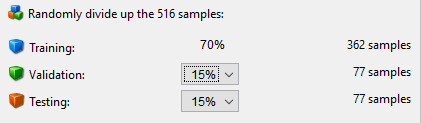 Randomly divide up the 516 samples:
Training: 70% 362 samples
Validation: 15% 77 samples
Testing: 15% 77 samples